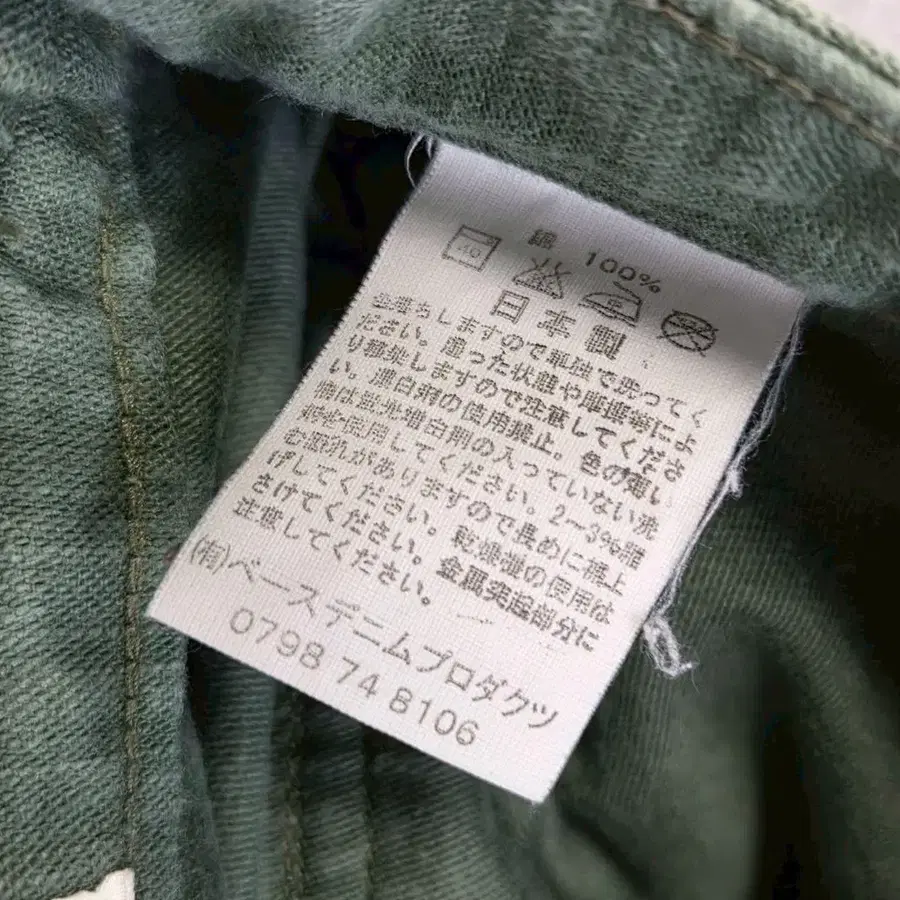 綿 100%
40
日本製
色落ちしますので単独で洗ってく
ださい。湿った状態や摩擦等によ
り移染しますので注意してくださ
い。漂白剤の使用禁止。色の薄い
物は蛍光増白剤の入っていない洗
剤を使用してください。2～3%縮
む恐れがありますので長めに裾上
げしてください。乾燥機の使用は
さけてください。金属突起部分に
注意してください。
(有)ベースデニムプロダクツ
0798 74 8106